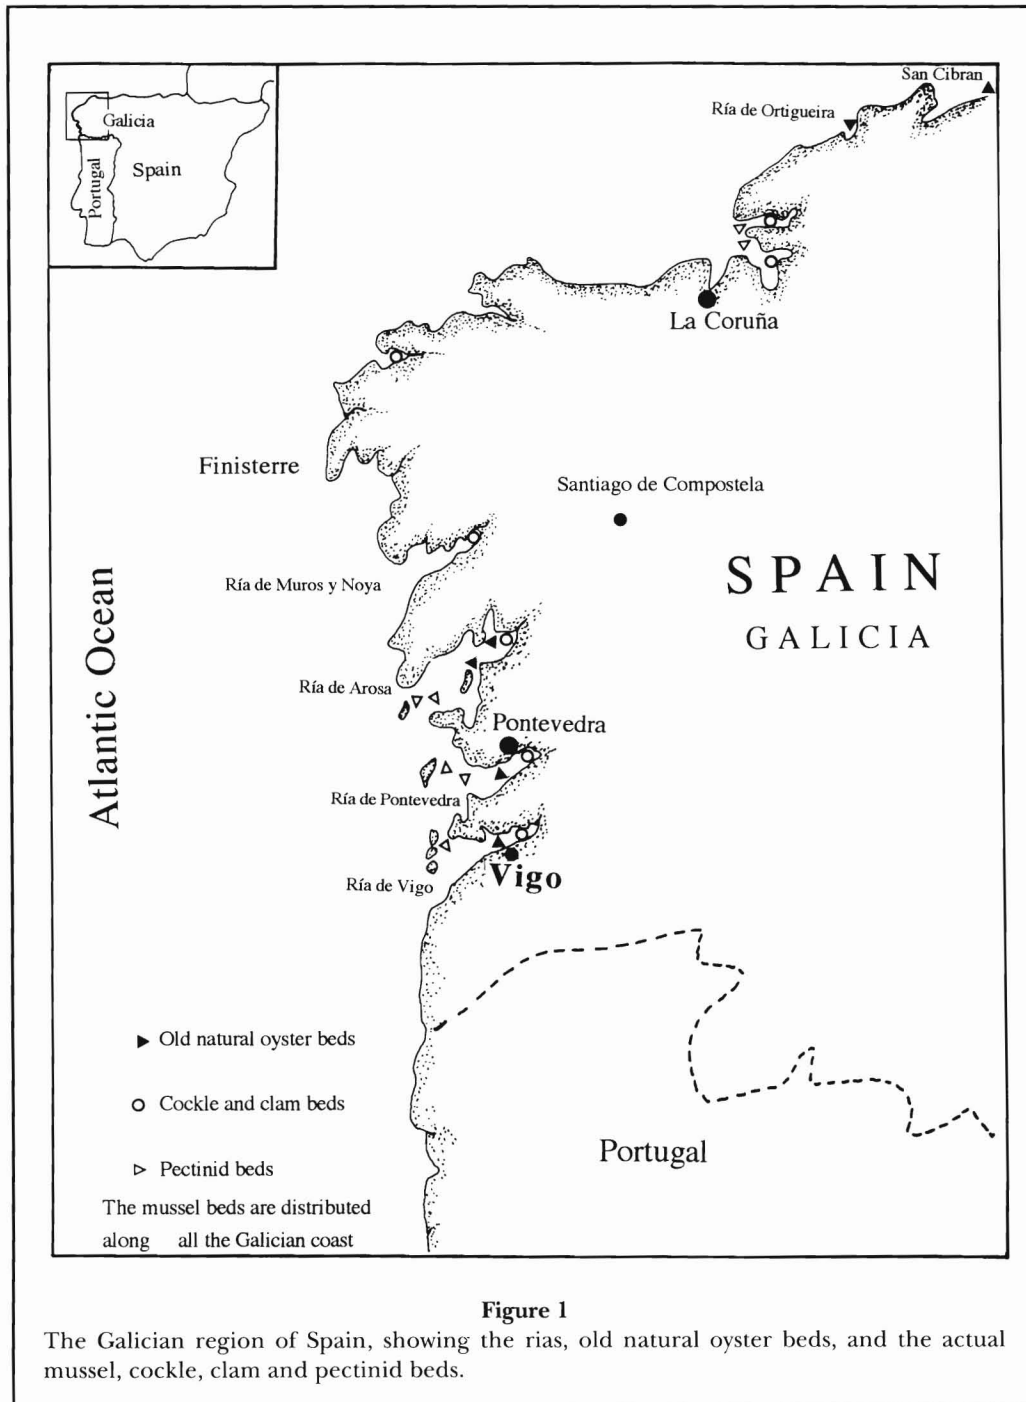 San Cibran
Ría de Ortigueira
Galicia
Spain
Portugal
La Coruña
Finisterre
Santiago de Compostela
SPAIN
GALICIA
Ría de Muros y Noya
Atlantic Ocean
Ría de Arosa
Pontevedra
Ría de Pontevedra
Vigo
Ría de Vigo
Old natural oyster beds
Cockle and clam beds
Pectinid beds
The mussel beds are distributed
along all the Galician coast
Portugal
Figure 1
The Galician region of Spain, showing the rias, old natural oyster beds, and the actual
mussel, cockle, clam and pectinid beds.